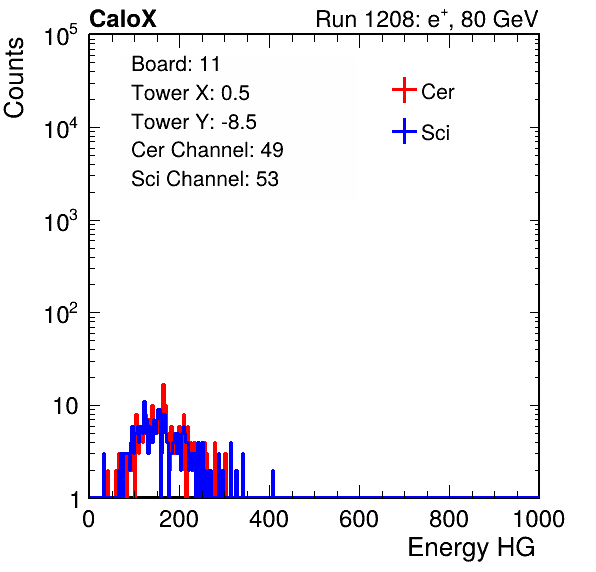 CaloX Run 1208: e⁺, 80 GeV
Counts
10⁵
10⁴
10³
10²
10
1
Board: 11
Tower X: 0.5
Tower Y: -8.5
Cer Channel: 49
Sci Channel: 53
Cer
Sci
0 200 400 600 800 1000
Energy HG